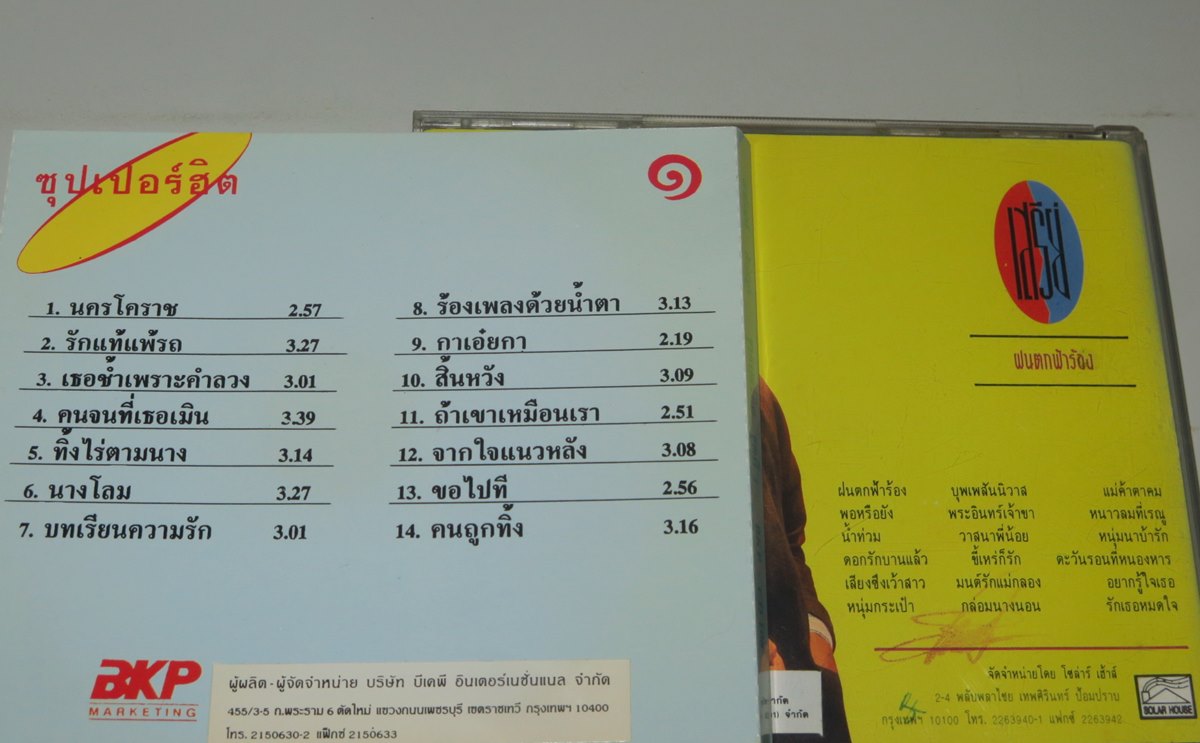 ซุปเปอร์ฮิต
๑
1. นครโคราช 2.57
2. รักแท้แพ้รถ 3.27
3. เธอช้ำเพราะคำลวง 3.01
4. คนจนที่เธอเมิน 3.39
5. ทิ้งไร่ตามนาง 3.14
6. นางโลม 3.27
7. บทเรียนความรัก 3.01
8. ร้องเพลงด้วยน้ำตา 3.13
9. กาเอ๋ยกา 2.19
10. สิ้นหวัง 3.09
11. ถ้าเขาเหมือนเรา 2.51
12. จากใจแนวหลัง 3.08
13. ขอไปที 2.56
14. คนถูกทิ้ง 3.16
BKP
MARKETING
ผู้ผลิต-ผู้จัดจำหน่าย บริษัท บีเคพี อินเตอร์เนชั่นแนล จำกัด
455/3-5 ถ.พระราม 6 ตัดใหม่ แขวงถนนเพชรบุรี เขตราชเทวี กรุงเทพฯ 10400
โทร. 2150630-2 แฟ็กซ์ 2150633
เสรีย์
ฝนตกฟ้าร้อง
ฝนตกฟ้าร้อง บุพเพสันนิวาส แม่ค้าตาคม
พอหรือยัง พระอินทร์เจ้าขา หนาวลมที่เรณู
น้ำท่วม วาสนาพี่น้อย หนุ่มนาบ้ารัก
ดอกรักบานแล้ว ขี้เหร่ก็รัก ตะวันรอนที่หนองหาร
เสียงซึงเว้าสาว มนต์รักแม่กลอง อยากรู้ใจเธอ
หนุ่มกระเป๋า กล่อมนางนอน รักเธอหมดใจ
จัดจำหน่ายโดย โซล่าร์ เฮ้าส์
2-4 พลับพลาไชย เทพศิรินทร์ ป้อมปราบ
กรุงเทพฯ 10100 โทร. 2263940-1 แฟกซ์ 2263942
SOLAR HOUSE
จำกัด